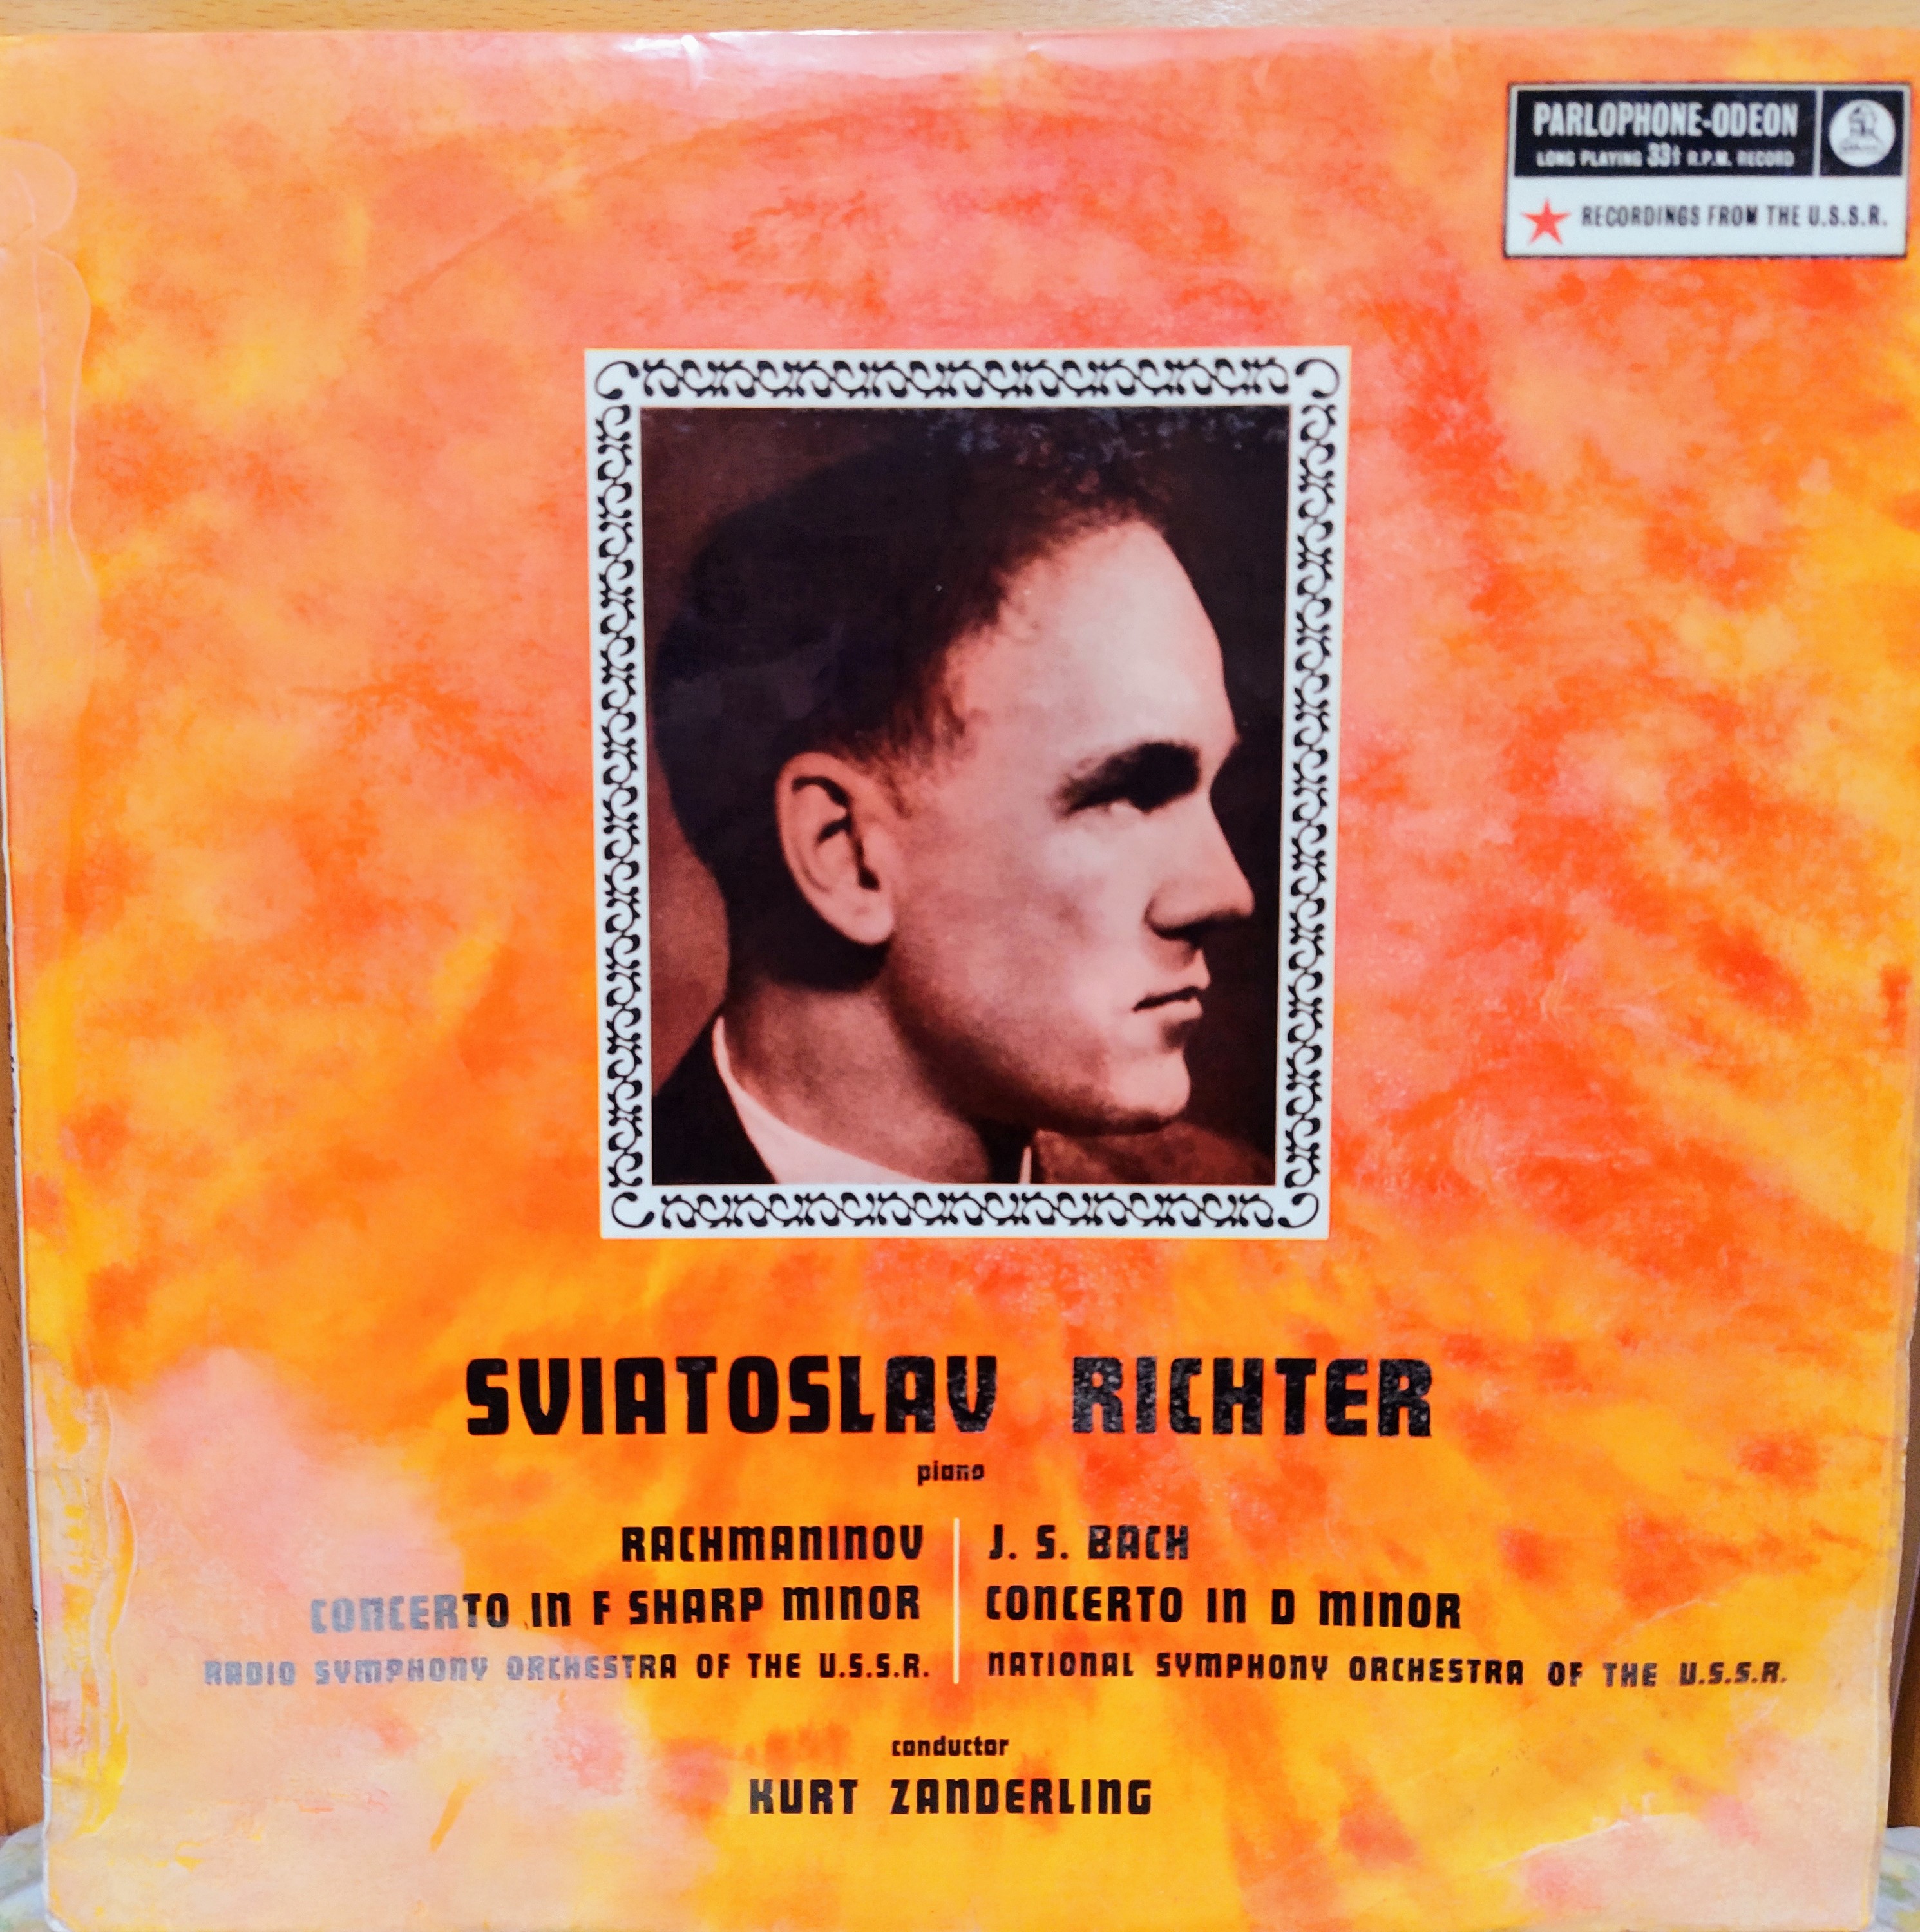 PARLOPHONE-ODEON
LONG PLAYING 33⅓ R.P.M. RECORD
RECORDINGS FROM THE U.S.S.R.
SVIATOSLAV RICHTER
piano
RACHMANINOV
CONCERTO IN F SHARP MINOR
RADIO SYMPHONY ORCHESTRA OF THE U.S.S.R.
J. S. BACH
CONCERTO IN D MINOR
NATIONAL SYMPHONY ORCHESTRA OF THE U.S.S.R.
conductor
KURT ZANDERLING